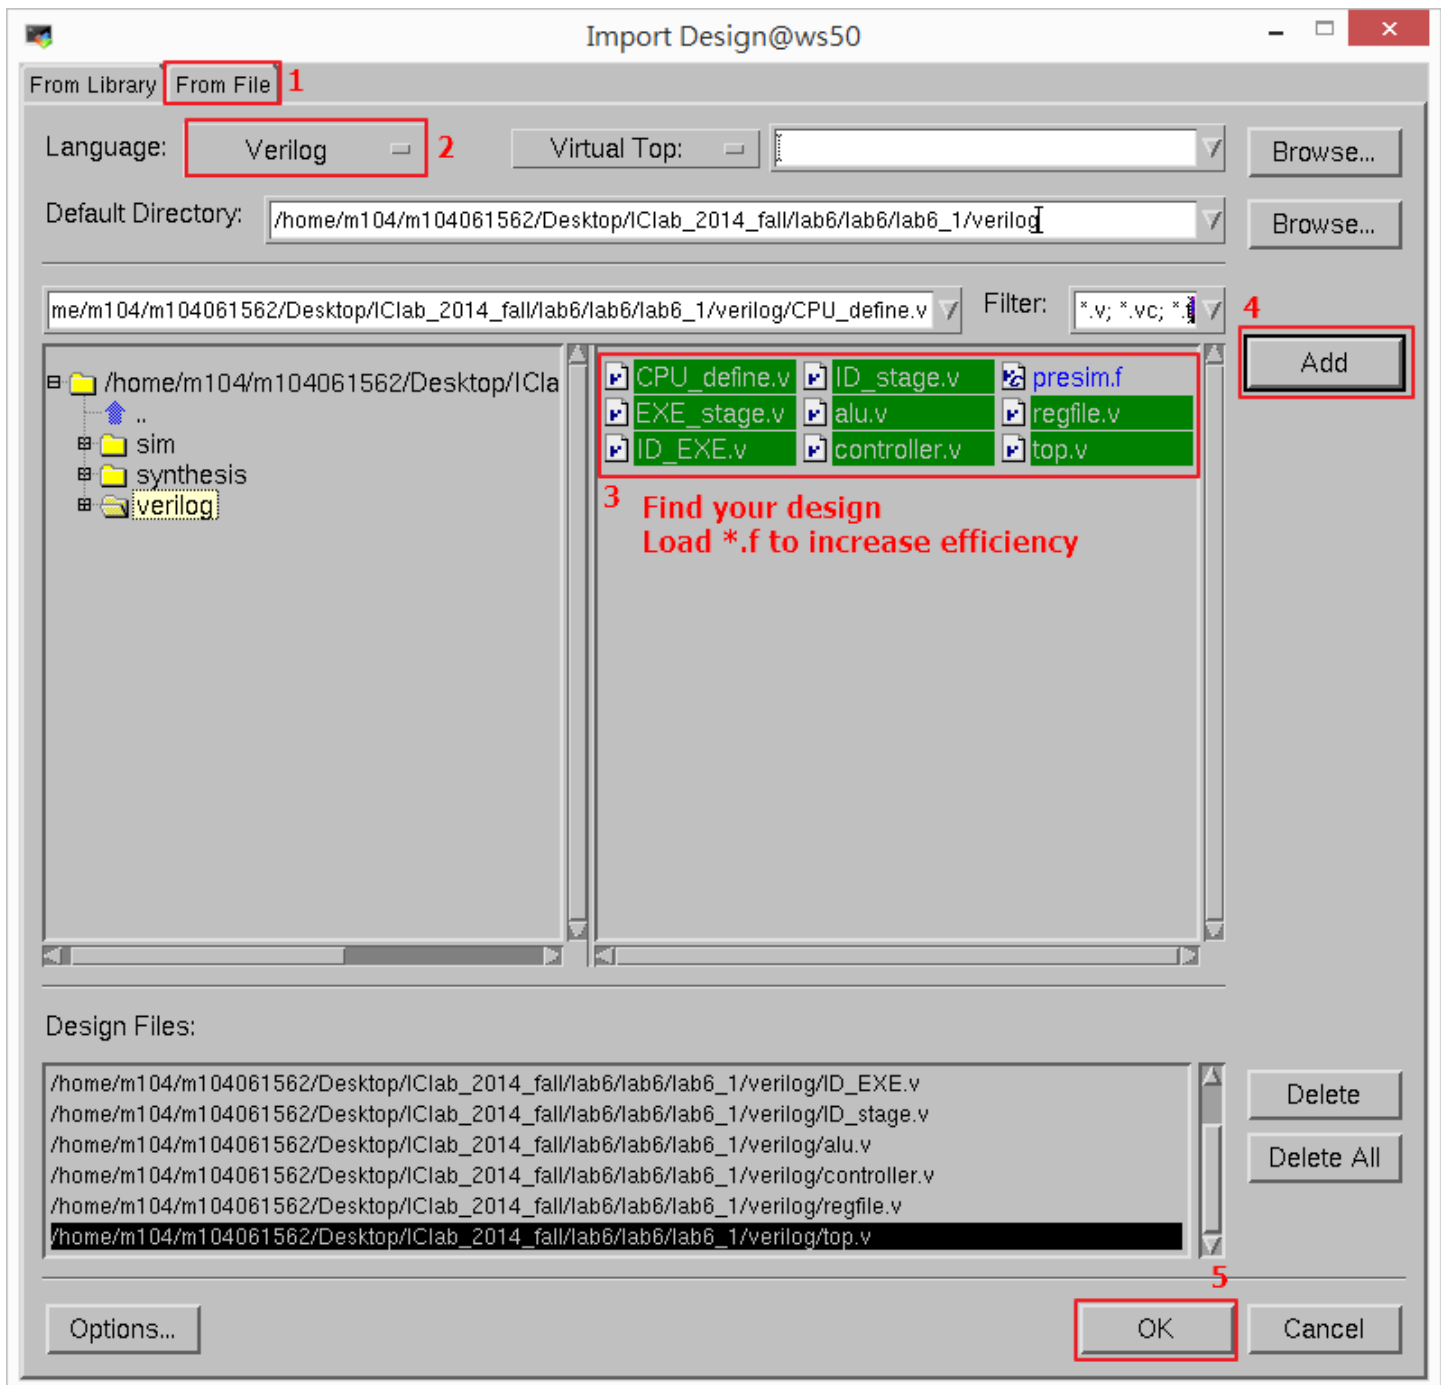 Import Design@ws50
From Library From File 1
Language: Verilog 2 Virtual Top: Browse...
Default Directory: /home/m104/m104061562/Desktop/IClab_2014_fall/lab6/lab6/lab6_1/verilog Browse...
me/m104/m104061562/Desktop/IClab_2014_fall/lab6/lab6/lab6_1/verilog/CPU_define.v Filter: *.v; *.vc; *.f 4
Add
/home/m104/m104061562/Desktop/ICla
..
sim
synthesis
verilog
CPU_define.v ID_stage.v presim.f
EXE_stage.v alu.v regfile.v
ID_EXE.v controller.v top.v
3 Find your design
Load *.f to increase efficiency
Design Files:
/home/m104/m104061562/Desktop/IClab_2014_fall/lab6/lab6/lab6_1/verilog/ID_EXE.v
/home/m104/m104061562/Desktop/IClab_2014_fall/lab6/lab6/lab6_1/verilog/ID_stage.v
/home/m104/m104061562/Desktop/IClab_2014_fall/lab6/lab6/lab6_1/verilog/alu.v
/home/m104/m104061562/Desktop/IClab_2014_fall/lab6/lab6/lab6_1/verilog/controller.v
/home/m104/m104061562/Desktop/IClab_2014_fall/lab6/lab6/lab6_1/verilog/regfile.v
/home/m104/m104061562/Desktop/IClab_2014_fall/lab6/lab6/lab6_1/verilog/top.v
Delete
Delete All
5
Options... OK Cancel